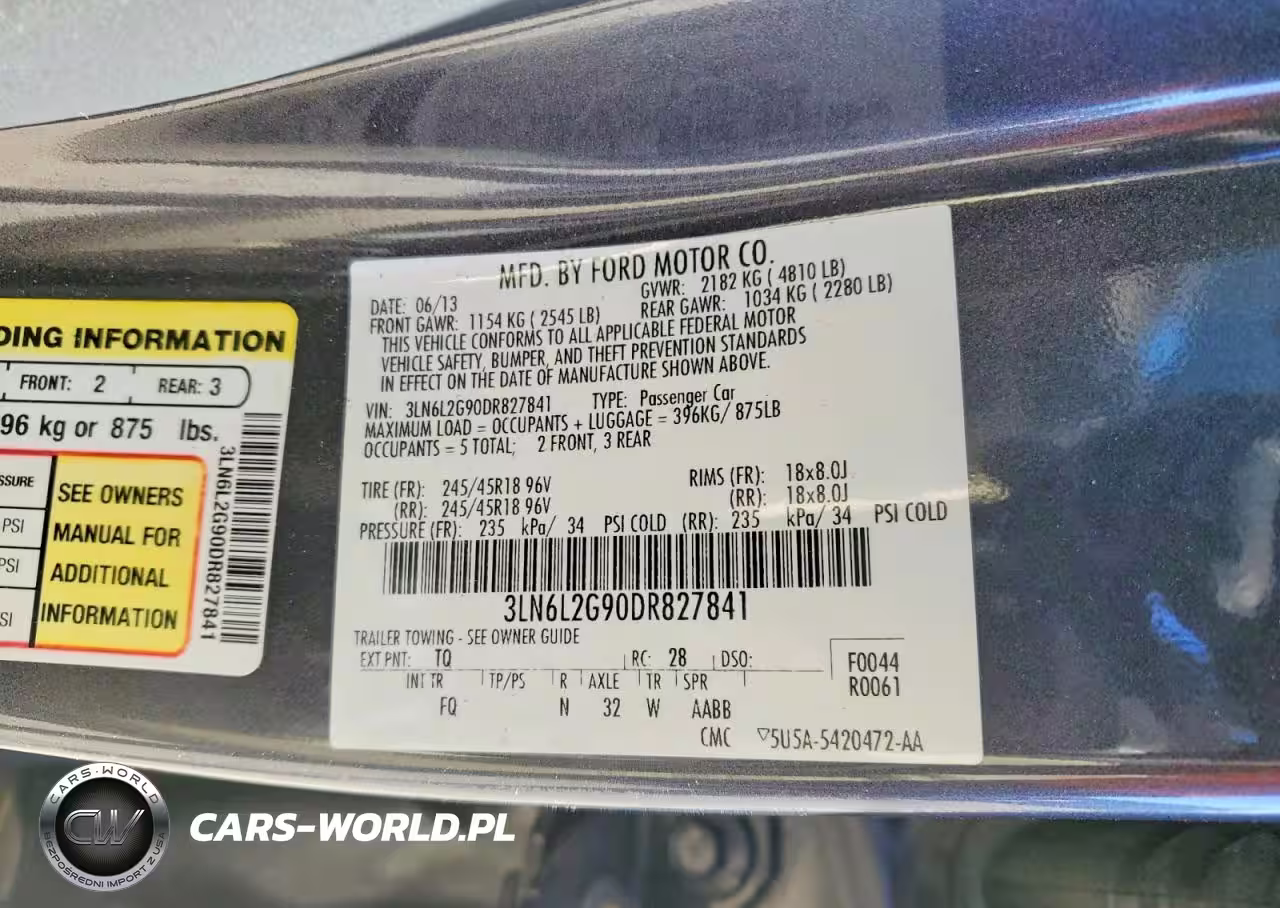 DING INFORMATION
FRONT: 2 REAR: 3
96 kg or 875 lbs.
SSURE
PSI
PSI
SI
SEE OWNERS
MANUAL FOR
ADDITIONAL
INFORMATION
3LN6L2G90DR827841
MFD. BY FORD MOTOR CO.
DATE: 06/13 GVWR: 2182 KG ( 4810 LB)
FRONT GAWR: 1154 KG ( 2545 LB) REAR GAWR: 1034 KG ( 2280 LB)
THIS VEHICLE CONFORMS TO ALL APPLICABLE FEDERAL MOTOR
VEHICLE SAFETY, BUMPER, AND THEFT PREVENTION STANDARDS
IN EFFECT ON THE DATE OF MANUFACTURE SHOWN ABOVE.
VIN: 3LN6L2G90DR827841 TYPE: Passenger Car
MAXIMUM LOAD = OCCUPANTS + LUGGAGE = 396KG/ 875LB
OCCUPANTS = 5 TOTAL; 2 FRONT, 3 REAR
TIRE (FR): 245/45R18 96V RIMS (FR): 18x8.0J
(RR): 245/45R18 96V (RR): 18x8.0J
PRESSURE (FR): 235 kPa/ 34 PSI COLD (RR): 235 kPa/ 34 PSI COLD
3LN6L2G90DR827841
TRAILER TOWING - SEE OWNER GUIDE
EXT PNT: TQ RC: 28 DSO: F0044
INT TR TP/PS R AXLE TR SPR R0061
FQ N 32 W AABB
CMC ▽5U5A-5420472-AA
CARS-WORLD
CW
BEZPOŚREDNI IMPORT Z USA
CARS-WORLD.PL